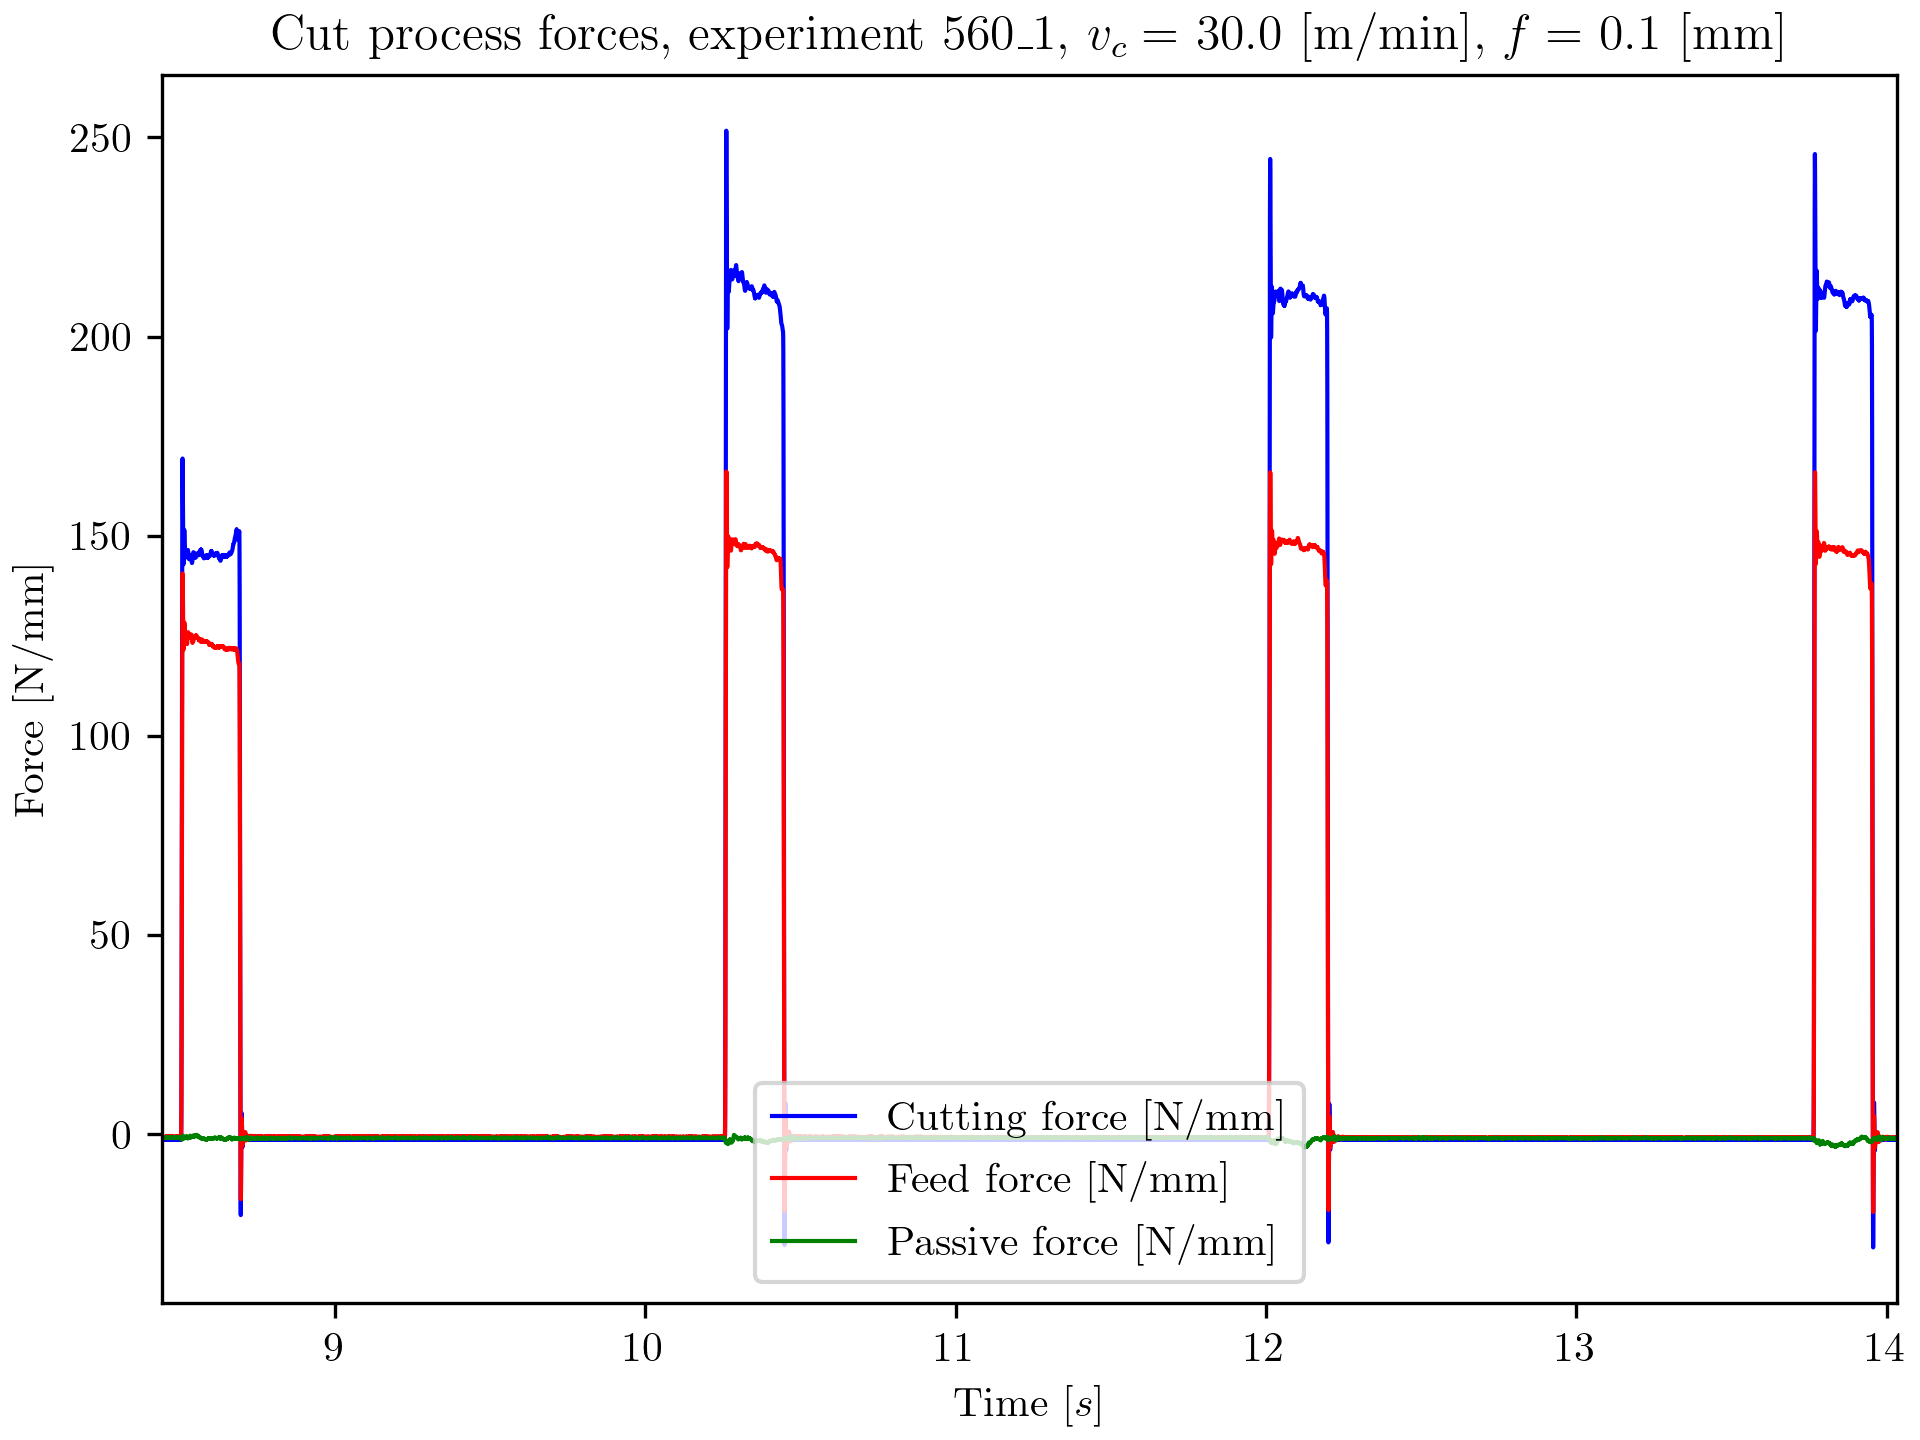 Cut process forces, experiment 560_1, v_c = 30.0 [m/min], f = 0.1 [mm]
250
200
150
100
50
0
Force [N/mm]
Cutting force [N/mm]
Feed force [N/mm]
Passive force [N/mm]
9 10 11 12 13 14
Time [s]